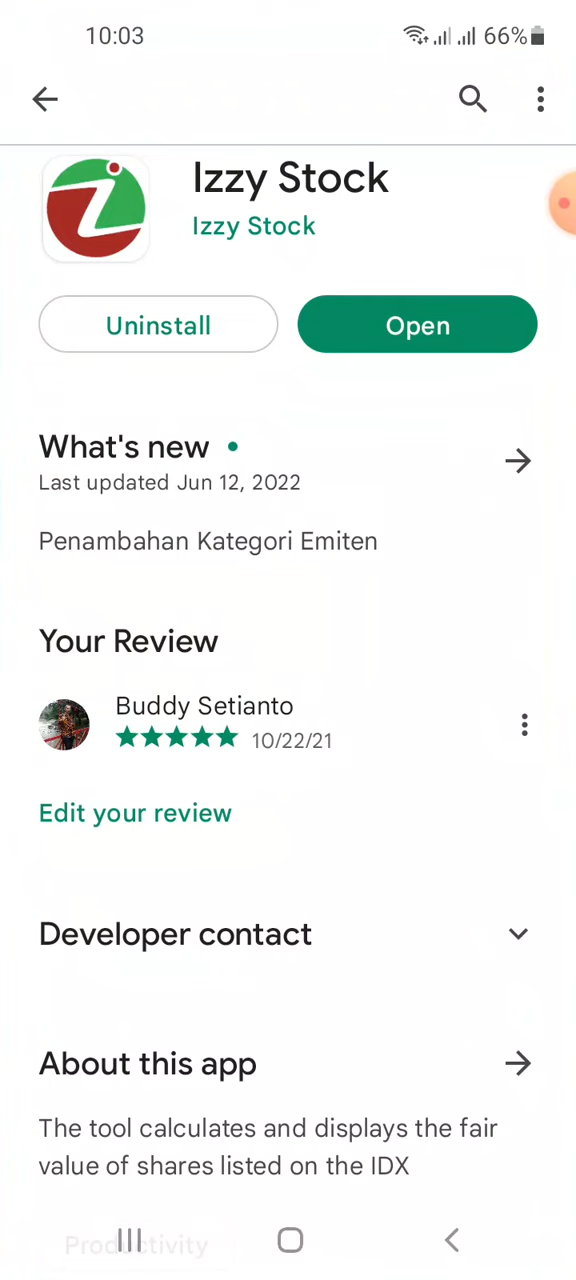 10:03
66%
Izzy Stock
Izzy Stock
Uninstall
Open
What's new
Last updated Jun 12, 2022
Penambahan Kategori Emiten
Your Review
Buddy Setianto
10/22/21
Edit your review
Developer contact
About this app
The tool calculates and displays the fair
value of shares listed on the IDX
Productivity